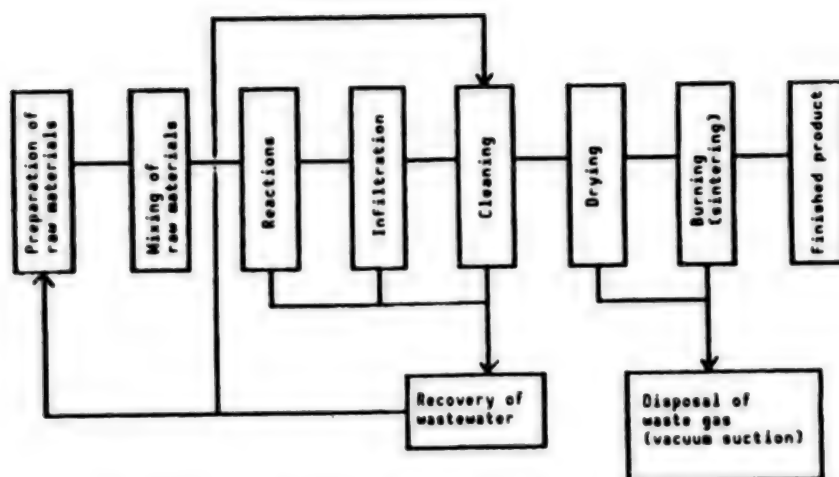 Preparation of
raw materials
Mixing of
raw materials
Reactions
Infiltration
Cleaning
Drying
Burning
(sintering)
Finished product
Recovery of
wastewater
Disposal of
waste gas
(vacuum suction)